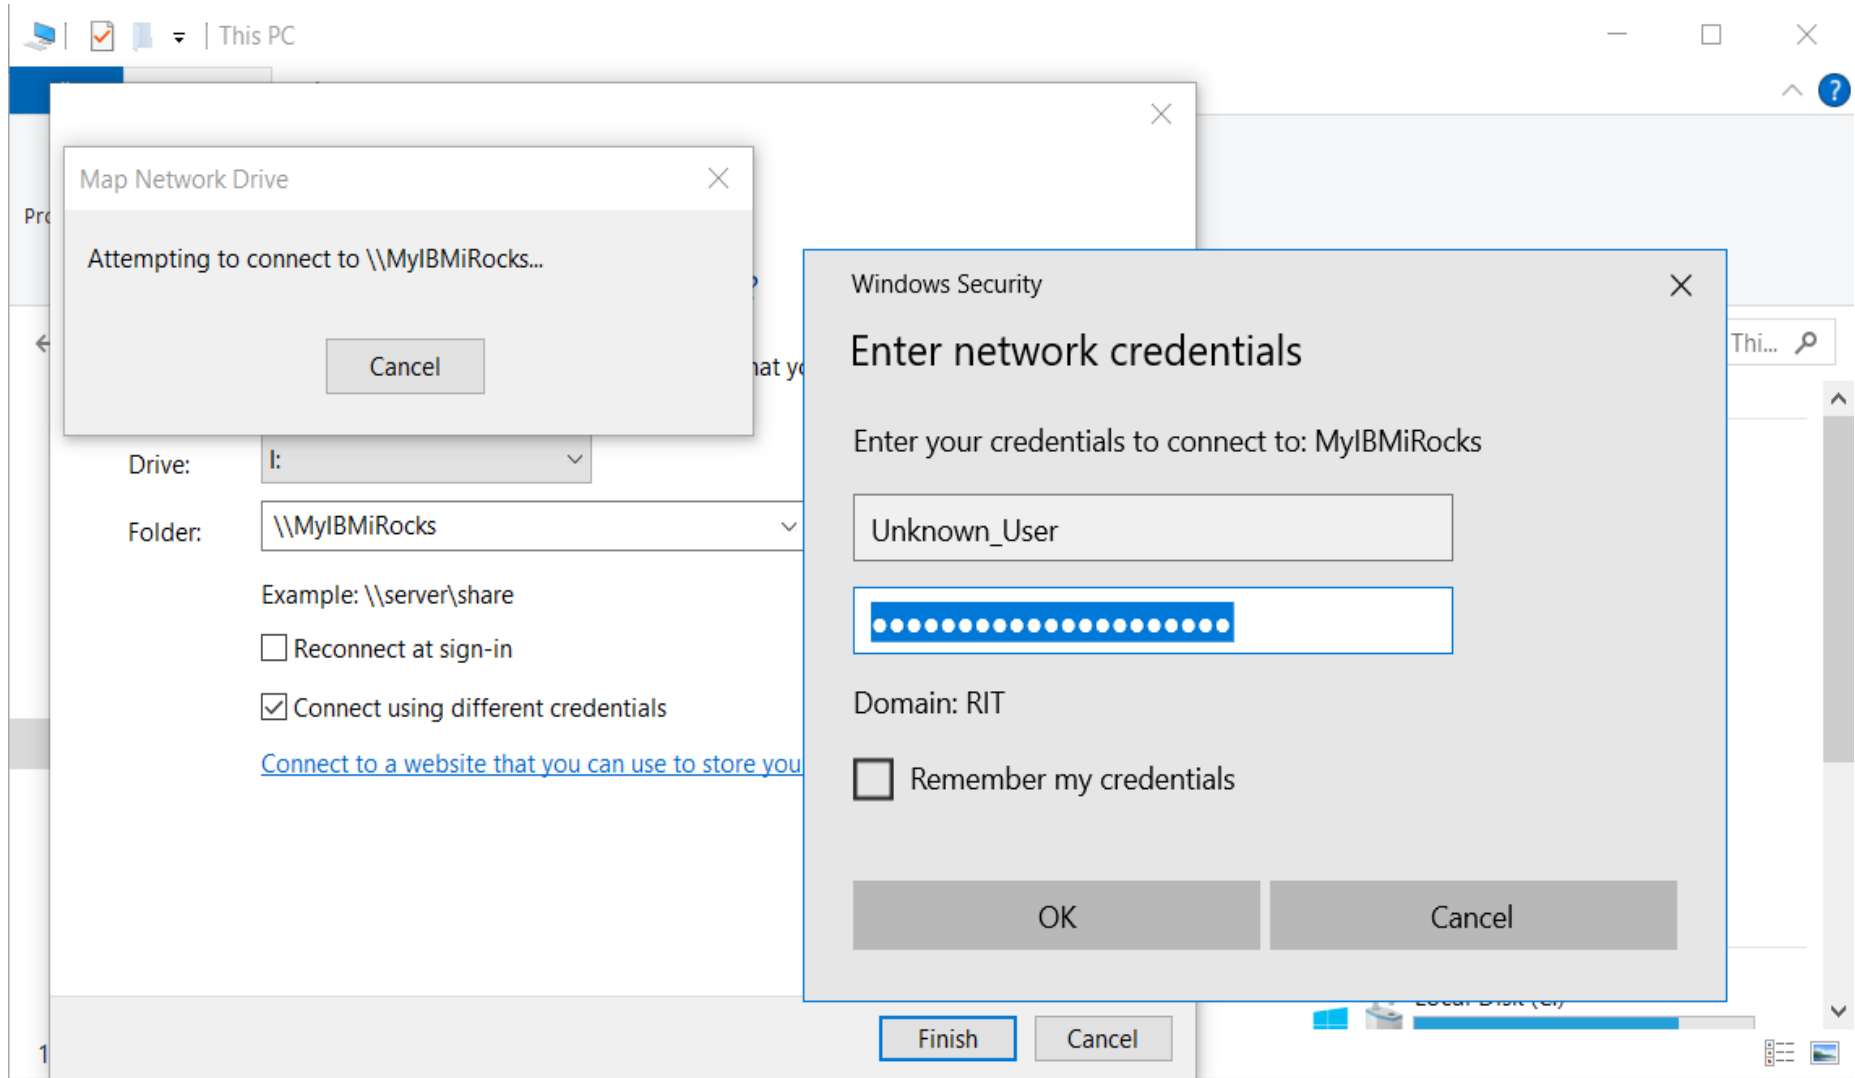 This PC
?
Map Network Drive
Attempting to connect to \\MyIBMiRocks...
Cancel
Drive:
I:
Folder:
\\MyIBMiRocks
Example: \\server\share
Reconnect at sign-in
Connect using different credentials
Connect to a website that you can use to store you
Finish
Cancel
Windows Security
Enter network credentials
Enter your credentials to connect to: MyIBMiRocks
Unknown_User
Domain: RIT
Remember my credentials
OK
Cancel
Thi...
Local Disk (C:)